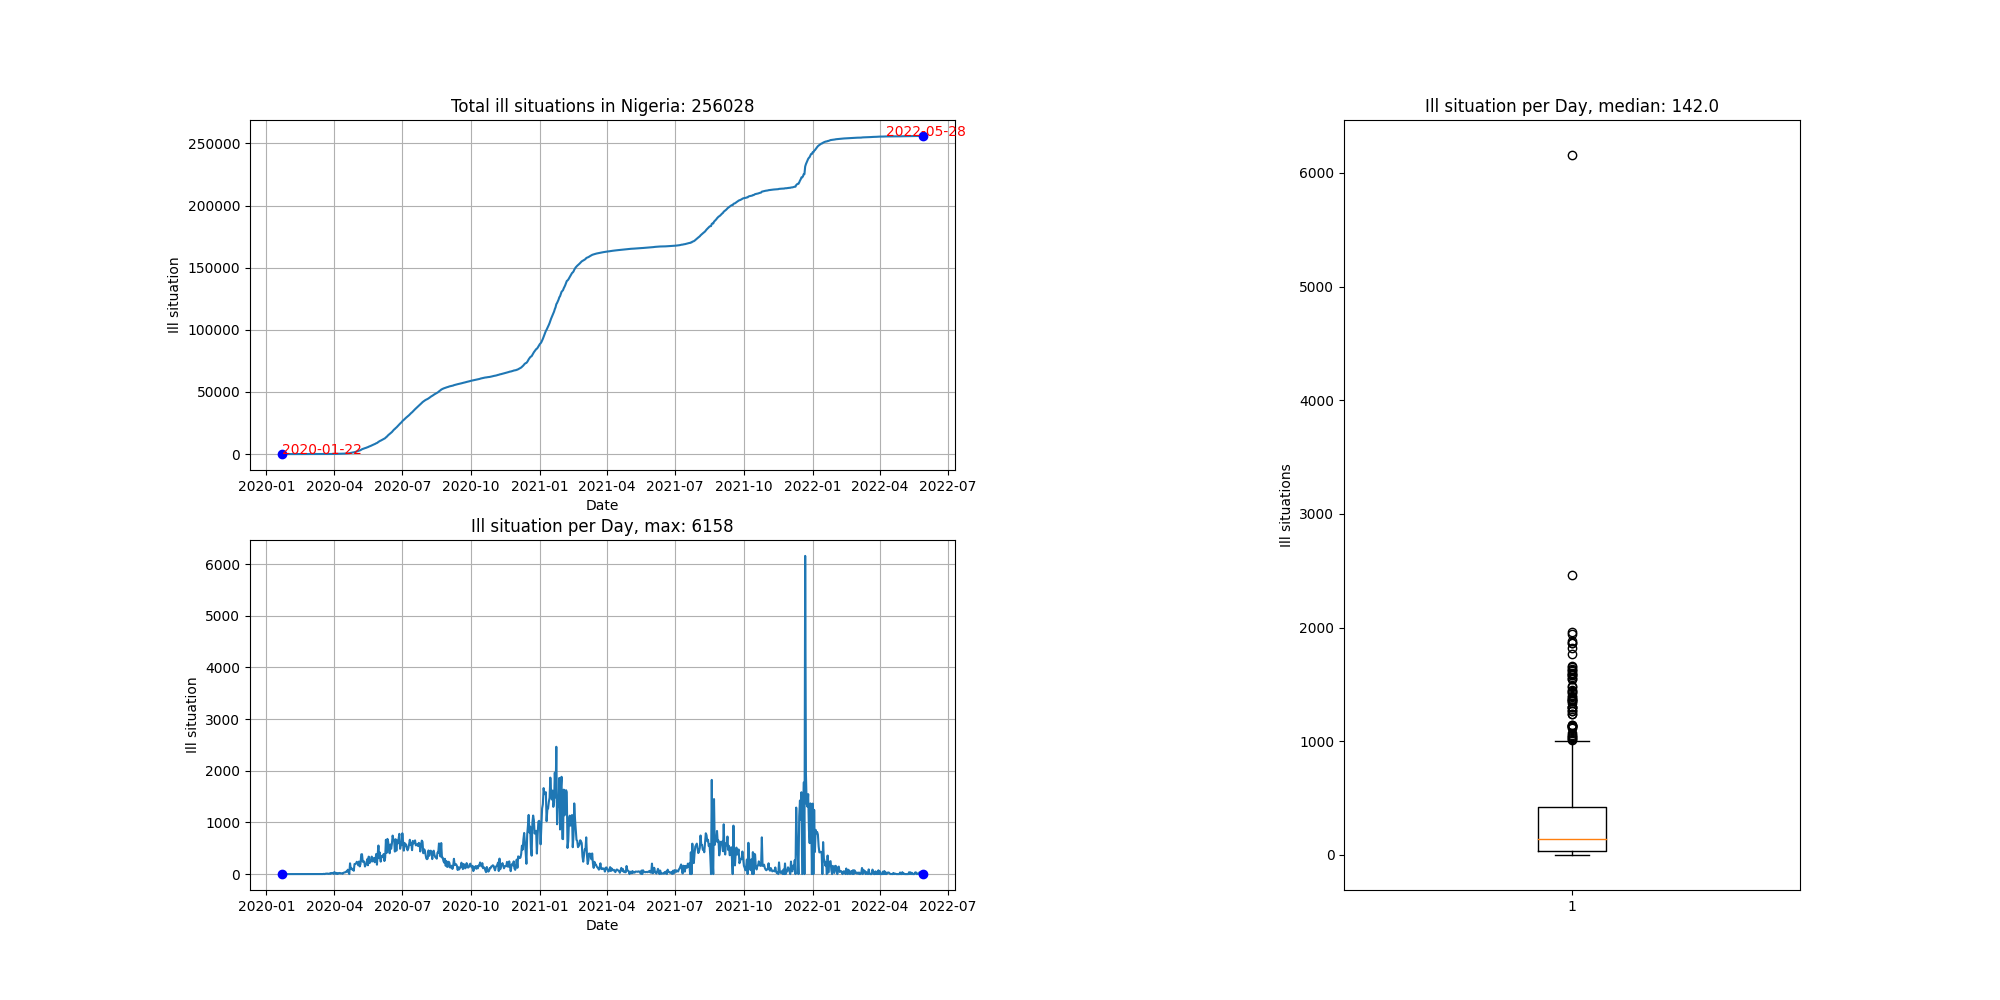 Total ill situations in Nigeria: 256028
Ill situation
250000
200000
150000
100000
50000
0
2022-05-28
2020-01-22
2020-01 2020-04 2020-07 2020-10 2021-01 2021-04 2021-07 2021-10 2022-01 2022-04 2022-07
Date
Ill situation per Day, max: 6158
Ill situation
6000
5000
4000
3000
2000
1000
0
2020-01 2020-04 2020-07 2020-10 2021-01 2021-04 2021-07 2021-10 2022-01 2022-04 2022-07
Date
Ill situation per Day, median: 142.0
Ill situations
6000
5000
4000
3000
2000
1000
0
1